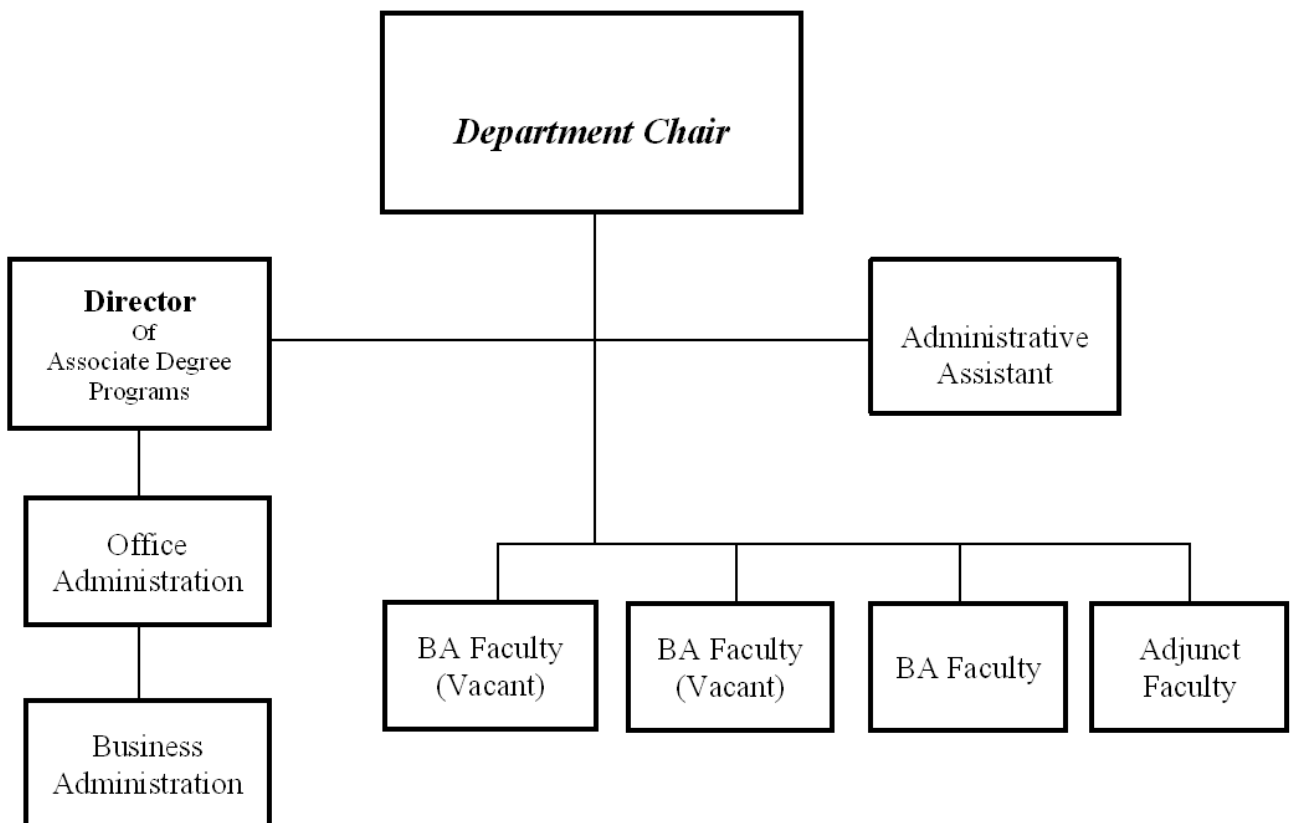 Department Chair
Director
Of
Associate Degree
Programs
Administrative
Assistant
Office
Administration
BA Faculty
(Vacant)
BA Faculty
(Vacant)
BA Faculty
Adjunct
Faculty
Business
Administration